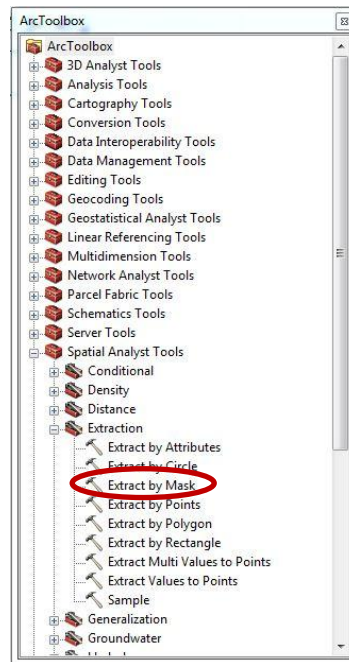 ArcToolbox
ArcToolbox
3D Analyst Tools
Analysis Tools
Cartography Tools
Conversion Tools
Data Interoperability Tools
Data Management Tools
Editing Tools
Geocoding Tools
Geostatistical Analyst Tools
Linear Referencing Tools
Multidimension Tools
Network Analyst Tools
Parcel Fabric Tools
Schematics Tools
Server Tools
Spatial Analyst Tools
Conditional
Density
Distance
Extraction
Extract by Attributes
Extract by Circle
Extract by Mask
Extract by Points
Extract by Polygon
Extract by Rectangle
Extract Multi Values to Points
Extract Values to Points
Sample
Generalization
Groundwater